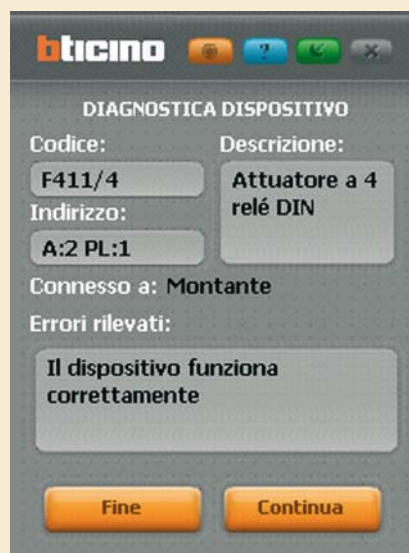 bticino
?
DIAGNOSTICA DISPOSITIVO
Codice:
F411/4
Descrizione:
Attuatore a 4
relé DIN
Indirizzo:
A:2 PL:1
Connesso a: Montante
Errori rilevati:
Il dispositivo funziona
correttamente
Fine
Continua